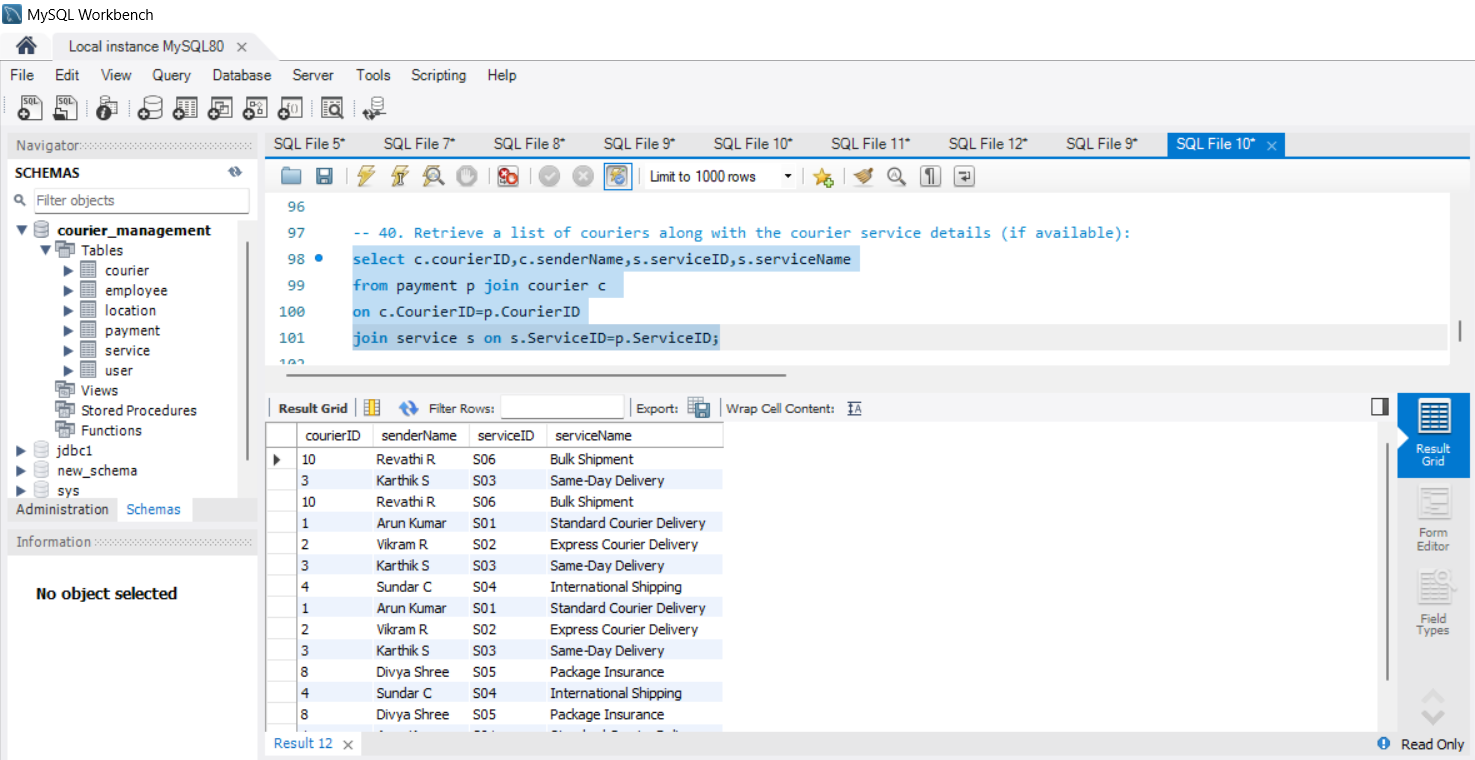 MySQL Workbench
Local instance MySQL80
File Edit View Query Database Server Tools Scripting Help
SQL SQL
Navigator
SCHEMAS
Filter objects
courier_management
Tables
courier
employee
location
payment
service
user
Views
Stored Procedures
Functions
jdbc1
new_schema
sys
Administration Schemas
Information
No object selected
SQL File 5* SQL File 7* SQL File 8* SQL File 9* SQL File 10* SQL File 11* SQL File 12* SQL File 9* SQL File 10*
Limit to 1000 rows
96
97 -- 40. Retrieve a list of couriers along with the courier service details (if available):
98 select c.courierID,c.senderName,s.serviceID,s.serviceName
99 from payment p join courier c
100 on c.CourierID=p.CourierID
101 join service s on s.ServiceID=p.ServiceID;
102
Result Grid Filter Rows: Export: Wrap Cell Content:
courierID senderName serviceID serviceName
10 Revathi R S06 Bulk Shipment
3 Karthik S S03 Same-Day Delivery
10 Revathi R S06 Bulk Shipment
1 Arun Kumar S01 Standard Courier Delivery
2 Vikram R S02 Express Courier Delivery
3 Karthik S S03 Same-Day Delivery
4 Sundar C S04 International Shipping
1 Arun Kumar S01 Standard Courier Delivery
2 Vikram R S02 Express Courier Delivery
3 Karthik S S03 Same-Day Delivery
8 Divya Shree S05 Package Insurance
4 Sundar C S04 International Shipping
8 Divya Shree S05 Package Insurance
Result Grid
Form Editor
Field Types
Result 12
Read Only